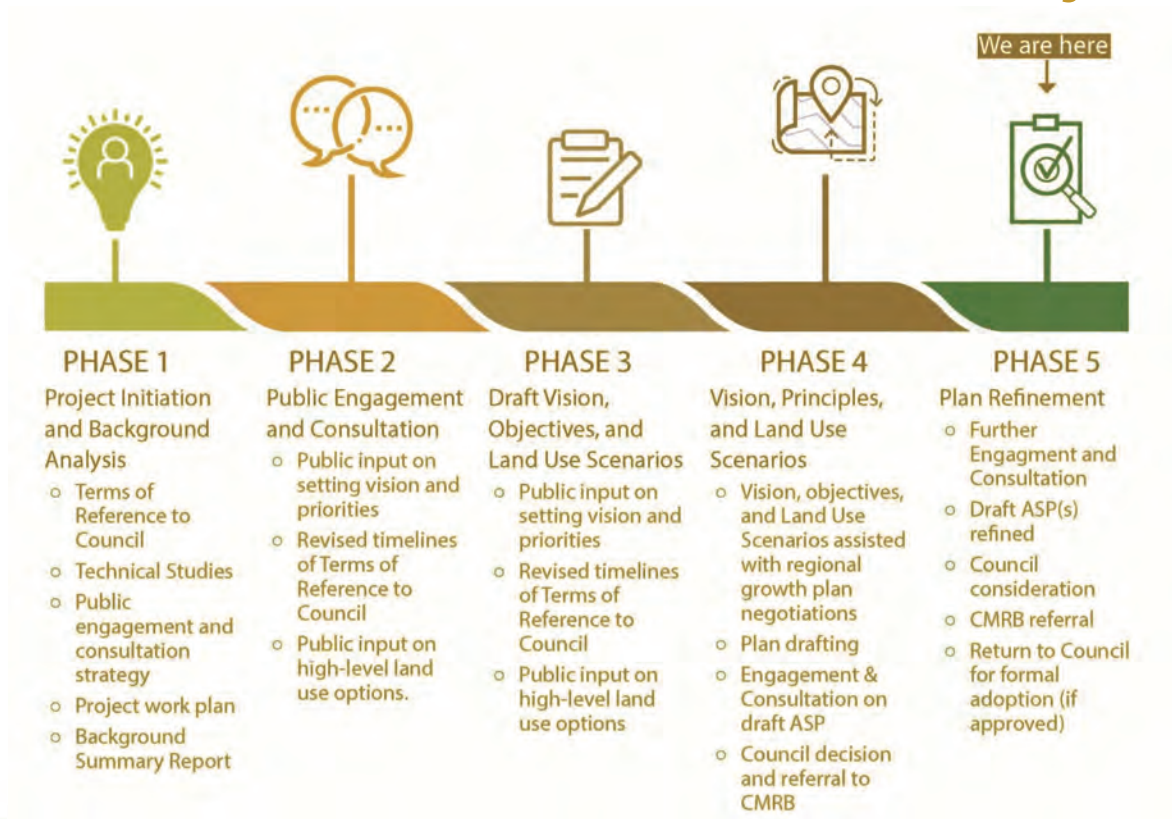 We are here
PHASE 1
Project Initiation
and Background
Analysis
○ Terms of
Reference to
Council
○ Technical Studies
○ Public
engagement and
consultation
strategy
○ Project work plan
○ Background
Summary Report
PHASE 2
Public Engagement
and Consultation
○ Public input on
setting vision and
priorities
○ Revised timelines
of Terms of
Reference to
Council
○ Public input on
high-level land
use options.
PHASE 3
Draft Vision,
Objectives, and
Land Use Scenarios
○ Public input on
setting vision and
priorities
○ Revised timelines
of Terms of
Reference to
Council
○ Public input on
high-level land
use options
PHASE 4
Vision, Principles,
and Land Use
Scenarios
○ Vision, objectives,
and Land Use
Scenarios assisted
with regional
growth plan
negotiations
○ Plan drafting
○ Engagement &
Consultation on
draft ASP
○ Council decision
and referral to
CMRB
PHASE 5
Plan Refinement
○ Further
Engagment and
Consultation
○ Draft ASP(s)
refined
○ Council
consideration
○ CMRB referral
○ Return to Council
for formal
adoption (if
approved)